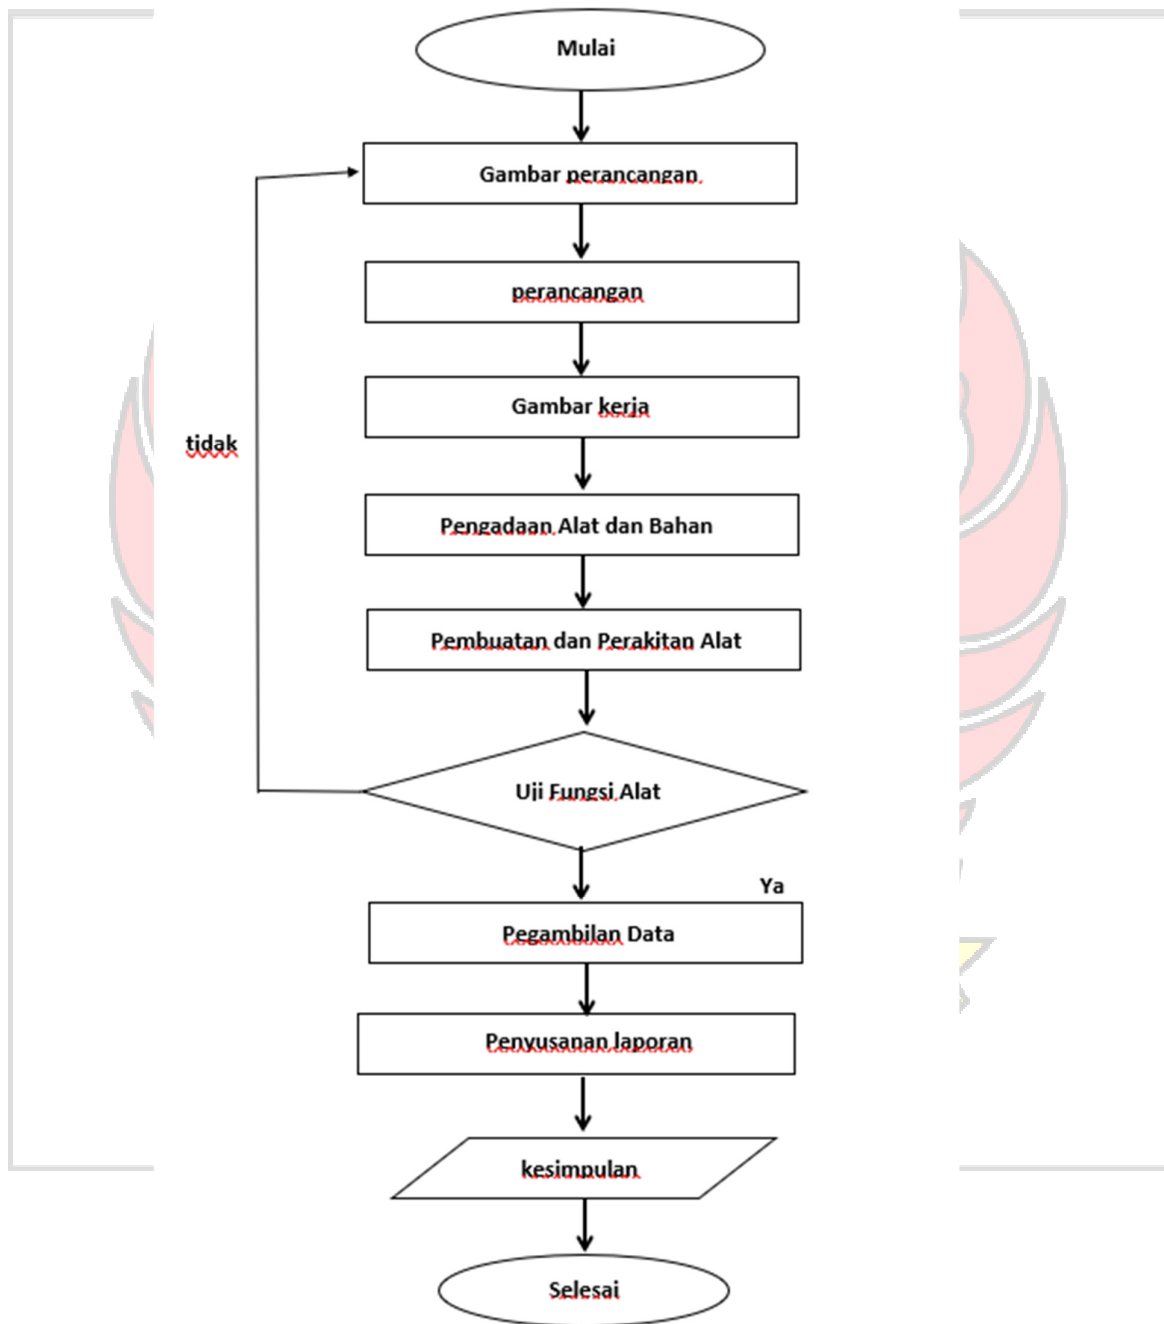 Mulai
Gambar perancangan
perancangan
Gambar kerja
tidak
Pengadaan Alat dan Bahan
Pembuatan dan Perakitan Alat
Uji Fungsi Alat
Ya
Pegambilan Data
Penyusanan laporan
kesimpulan
Selesai